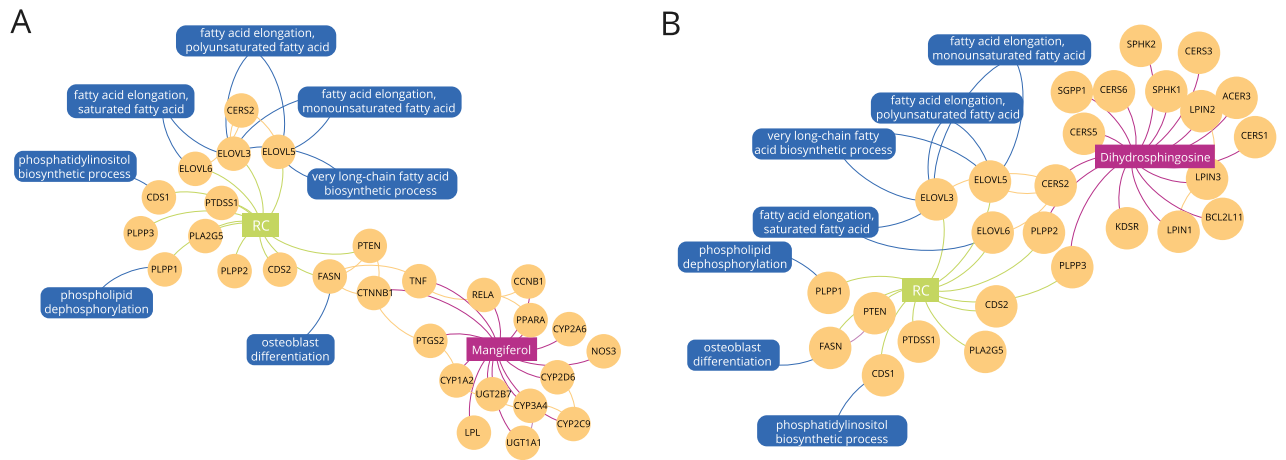 A
fatty acid elongation,
polyunsaturated fatty acid
fatty acid elongation,
saturated fatty acid
CERS2
fatty acid elongation,
monounsaturated fatty acid
ELOVL3
ELOVL5
ELOVL6
phosphatidylinositol
biosynthetic process
very long-chain fatty acid
biosynthetic process
CDS1
PTDSS1
RC
PLPP3
PLA2G5
PTEN
PLPP1
PLPP2
CDS2
FASN
TNF
CTNNB1
RELA
CCNB1
phospholipid
dephosphorylation
PPARA
CYP2A6
osteoblast
differentiation
PTGS2
Mangiferol
NOS3
CYP1A2
CYP2D6
UGT2B7
CYP3A4
CYP2C9
LPL
UGT1A1
B
fatty acid elongation,
monounsaturated fatty acid
SPHK2
CERS3
SGPP1
CERS6
SPHK1
ACER3
LPIN2
fatty acid elongation,
polyunsaturated fatty acid
very long-chain fatty
acid biosynthetic process
CERS5
CERS1
Dihydrosphingosine
ELOVL5
CERS2
LPIN3
ELOVL3
fatty acid elongation,
saturated fatty acid
BCL2L11
KDSR
LPIN1
ELOVL6
PLPP2
phospholipid
dephosphorylation
PLPP3
PLPP1
RC
CDS2
PTEN
osteoblast
differentiation
FASN
PTDSS1
PLA2G5
CDS1
phosphatidylinositol
biosynthetic process